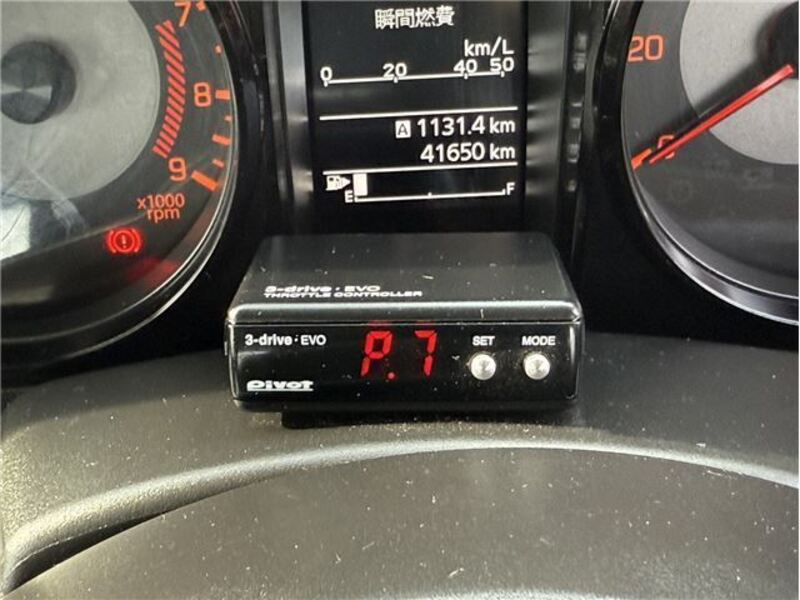 瞬間燃費
km/L
0 20 40 50
A 1131.4 km
41650 km
E F
7
8
9
x1000
rpm
20
0
3-drive・EVO
THROTTLE CONTROLLER
3-drive・EVO
P.7
SET
MODE
Pivot